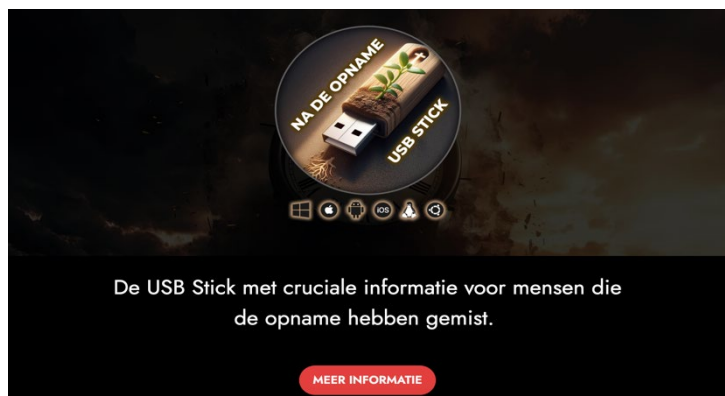 NA DE OPNAME
USB STICK
iOS
De USB Stick met cruciale informatie voor mensen die
de opname hebben gemist.
MEER INFORMATIE